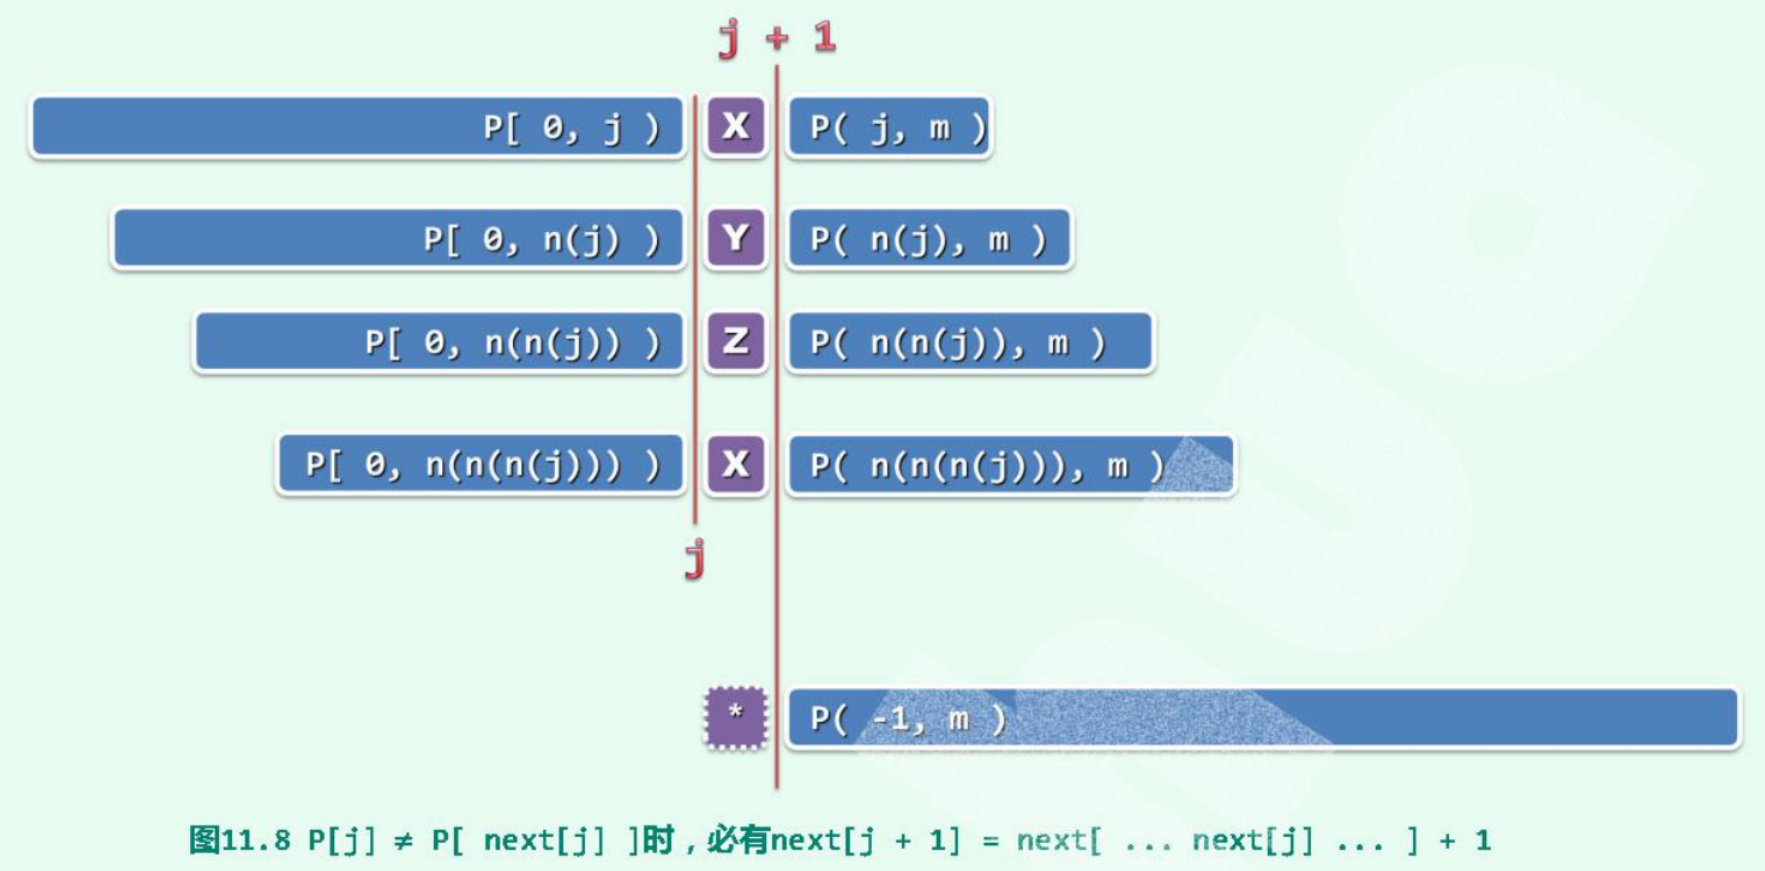 j + 1
P[ 0, j ) X P( j, m )
P[ 0, n(j) ) Y P( n(j), m )
P[ 0, n(n(j)) ) Z P( n(n(j)), m )
P[ 0, n(n(n(j))) ) X P( n(n(n(j))), m )
j
* P( -1, m )
图11.8 P[j] ≠ P[ next[j] ]时，必有next[j + 1] = next[ ... next[j] ... ] + 1